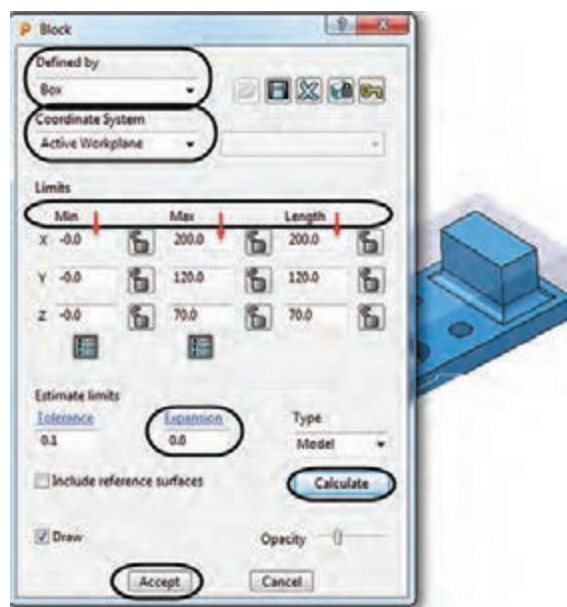 Block
Defined by
Box
Coordinate System
Active Workplane
Limits
Min Max Length
X -0.0 200.0 200.0
Y -0.0 120.0 120.0
Z -0.0 70.0 70.0
Estimate limits
Tolerance Expansion Type
0.1 0.0 Model
Include reference surfaces
Calculate
Draw Opacity
Accept Cancel